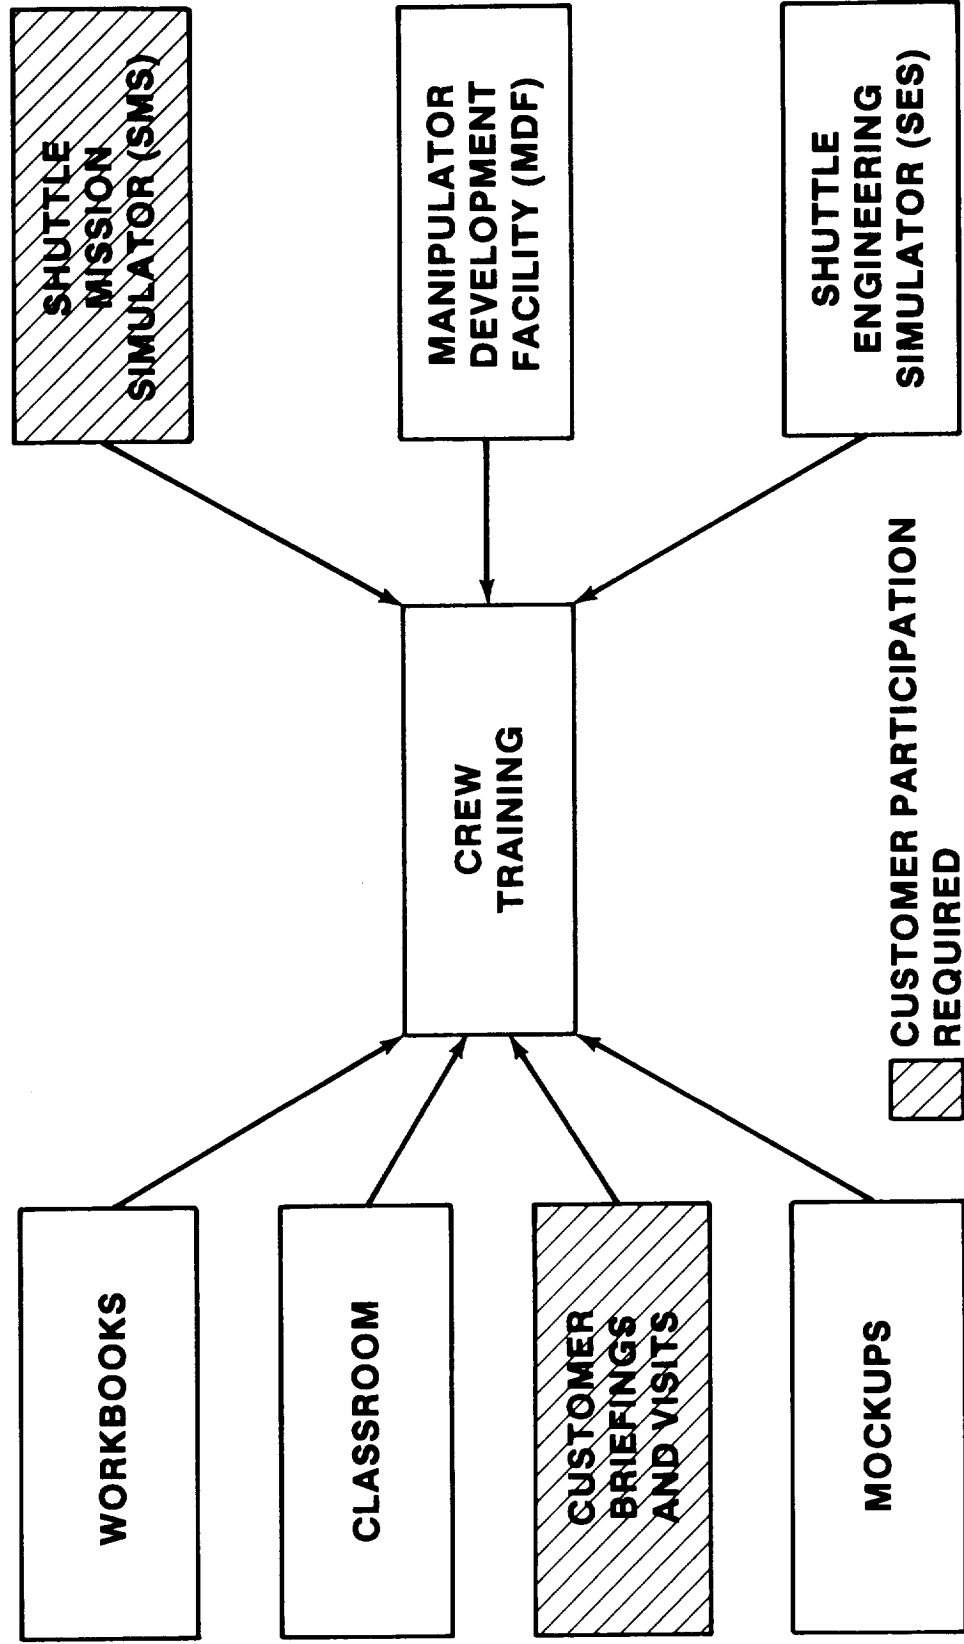 WORKBOOKS
CLASSROOM
CUSTOMER
BRIEFINGS
AND VISITS
MOCKUPS
CREW
TRAINING
SHUTTLE
MISSION
SIMULATOR (SMS)
MANIPULATOR
DEVELOPMENT
FACILITY (MDF)
SHUTTLE
ENGINEERING
SIMULATOR (SES)
CUSTOMER PARTICIPATION
REQUIRED